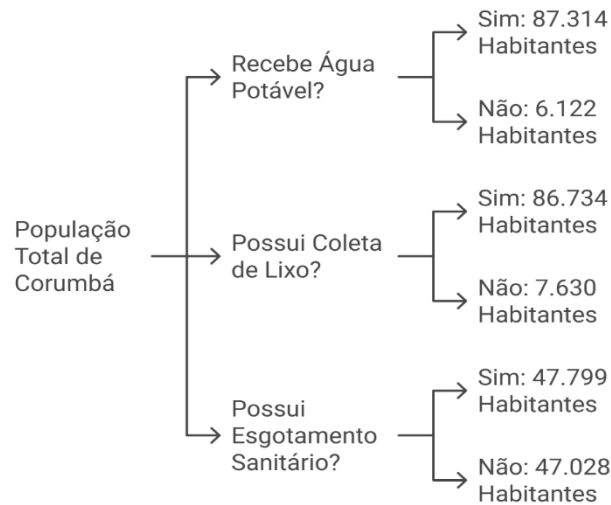 Sim: 87.314
Habitantes
Recebe Água
Potável?
Não: 6.122
Habitantes
Sim: 86.734
Habitantes
População
Total de
Corumbá
Possui Coleta
de Lixo?
Não: 7.630
Habitantes
Sim: 47.799
Habitantes
Possui
Esgotamento
Sanitário?
Não: 47.028
Habitantes